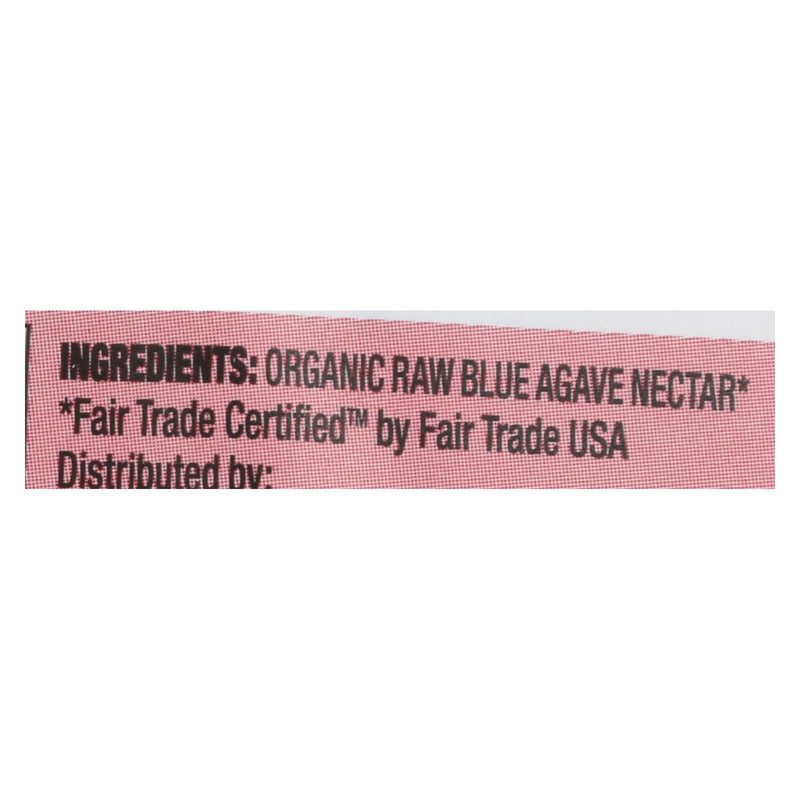 INGREDIENTS: ORGANIC RAW BLUE AGAVE NECTAR*
*Fair Trade Certified™ by Fair Trade USA
Distributed by: